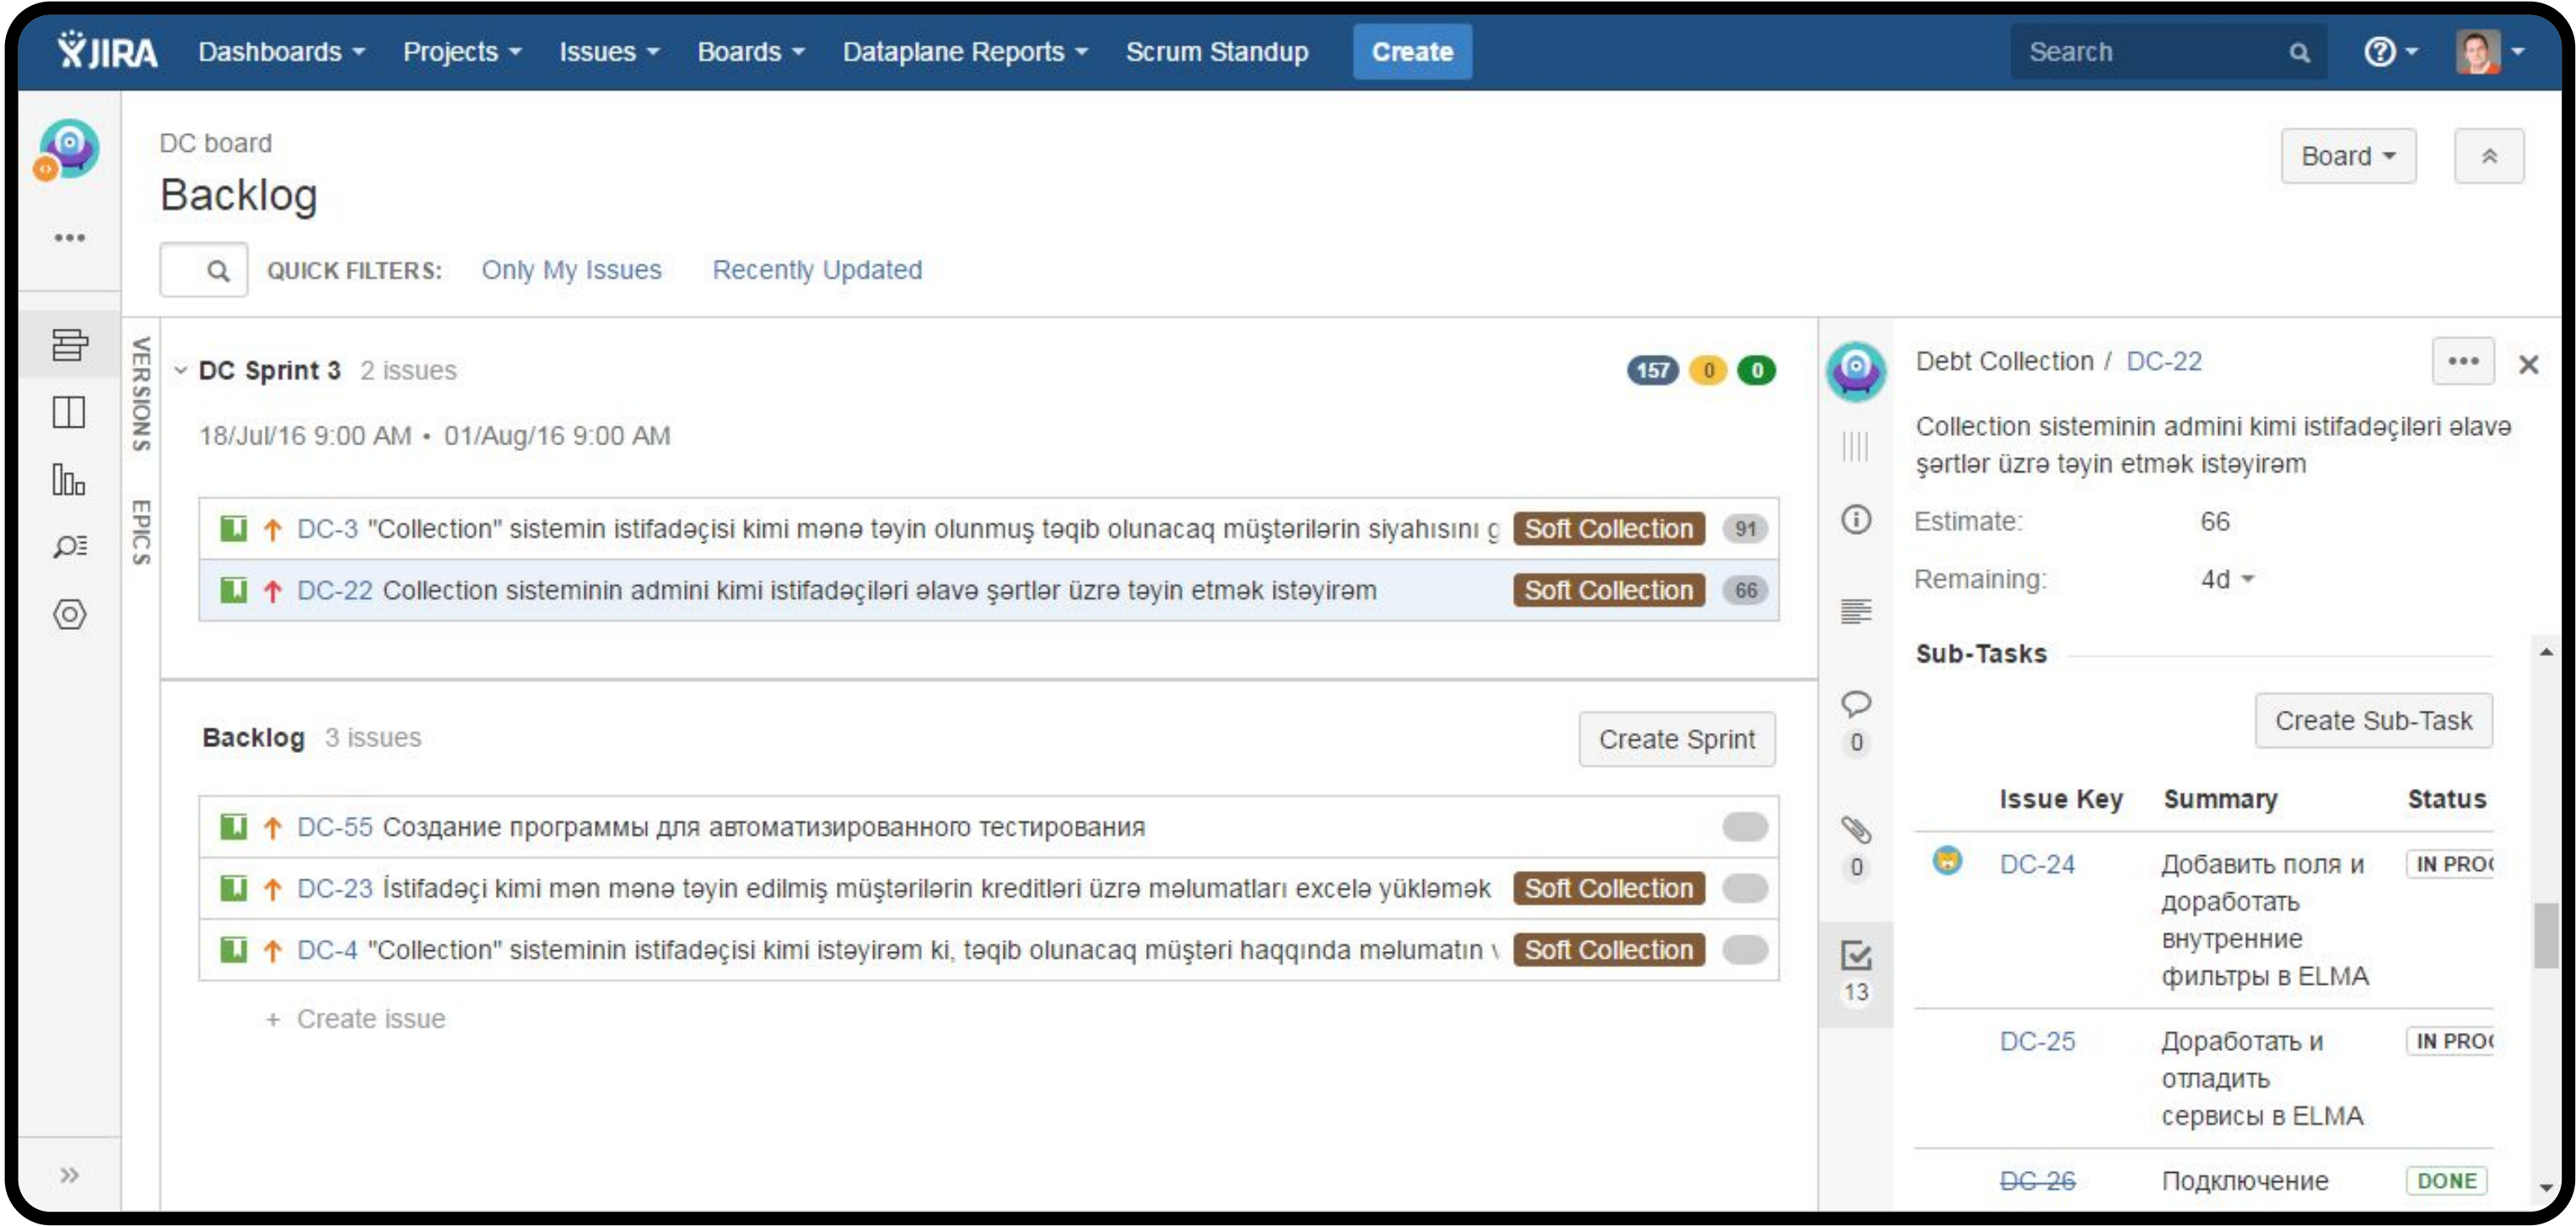 JIRA Dashboards Projects Issues Boards Dataplane Reports Scrum Standup Create Search
DC board
Backlog
Board
QUICK FILTERS: Only My Issues Recently Updated
VERSIONS
EPICS
DC Sprint 3 2 issues 157 0 0
18/Jul/16 9:00 AM • 01/Aug/16 9:00 AM
DC-3 "Collection" sistemin istifadəçisi kimi mənə təyin olunmuş təqib olunacaq müştərilərin siyahısını g Soft Collection 91
DC-22 Collection sisteminin admini kimi istifadəçiləri əlavə şərtlər üzrə təyin etmək istəyirəm Soft Collection 66
Backlog 3 issues Create Sprint
DC-55 Создание программы для автоматизированного тестирования
DC-23 İstifadəçi kimi mən mənə təyin edilmiş müştərilərin kreditləri üzrə məlumatları excelə yükləmək Soft Collection
DC-4 "Collection" sisteminin istifadəçisi kimi istəyirəm ki, təqib olunacaq müştəri haqqında məlumatın Soft Collection
+ Create issue
0
0
13
Debt Collection / DC-22
Collection sisteminin admini kimi istifadəçiləri əlavə
şərtlər üzrə təyin etmək istəyirəm
Estimate: 66
Remaining: 4d
Sub-Tasks
Create Sub-Task
Issue Key Summary Status
DC-24 Добавить поля и IN PROC
доработать
внутренние
фильтры в ELMA
DC-25 Доработать и IN PROC
отладить
сервисы в ELMA
DC-26 Подключение DONE